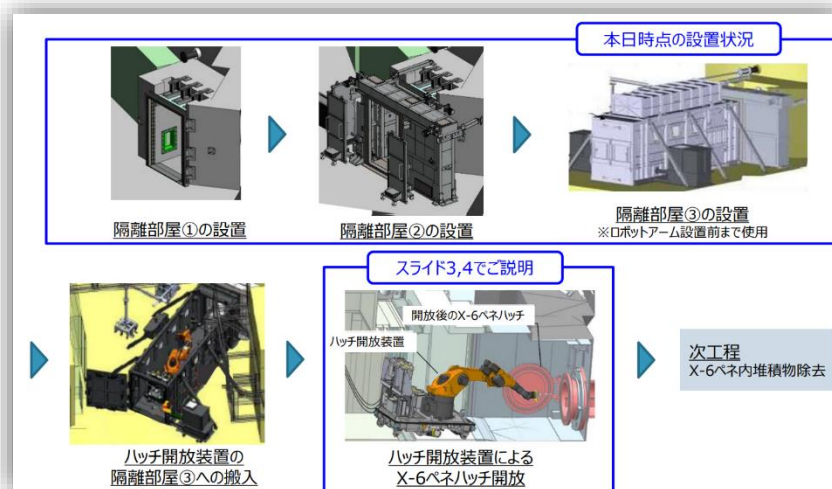 本日時点の設置状況
隔離部屋①の設置
隔離部屋②の設置
隔離部屋③の設置
※ロボットアーム設置前まで使用
スライド3,4でご説明
開放後のX-6ペネハッチ
ハッチ開放装置
ハッチ開放装置の
隔離部屋③への搬入
ハッチ開放装置による
X-6ペネハッチ開放
次工程
X-6ペネ内堆積物除去